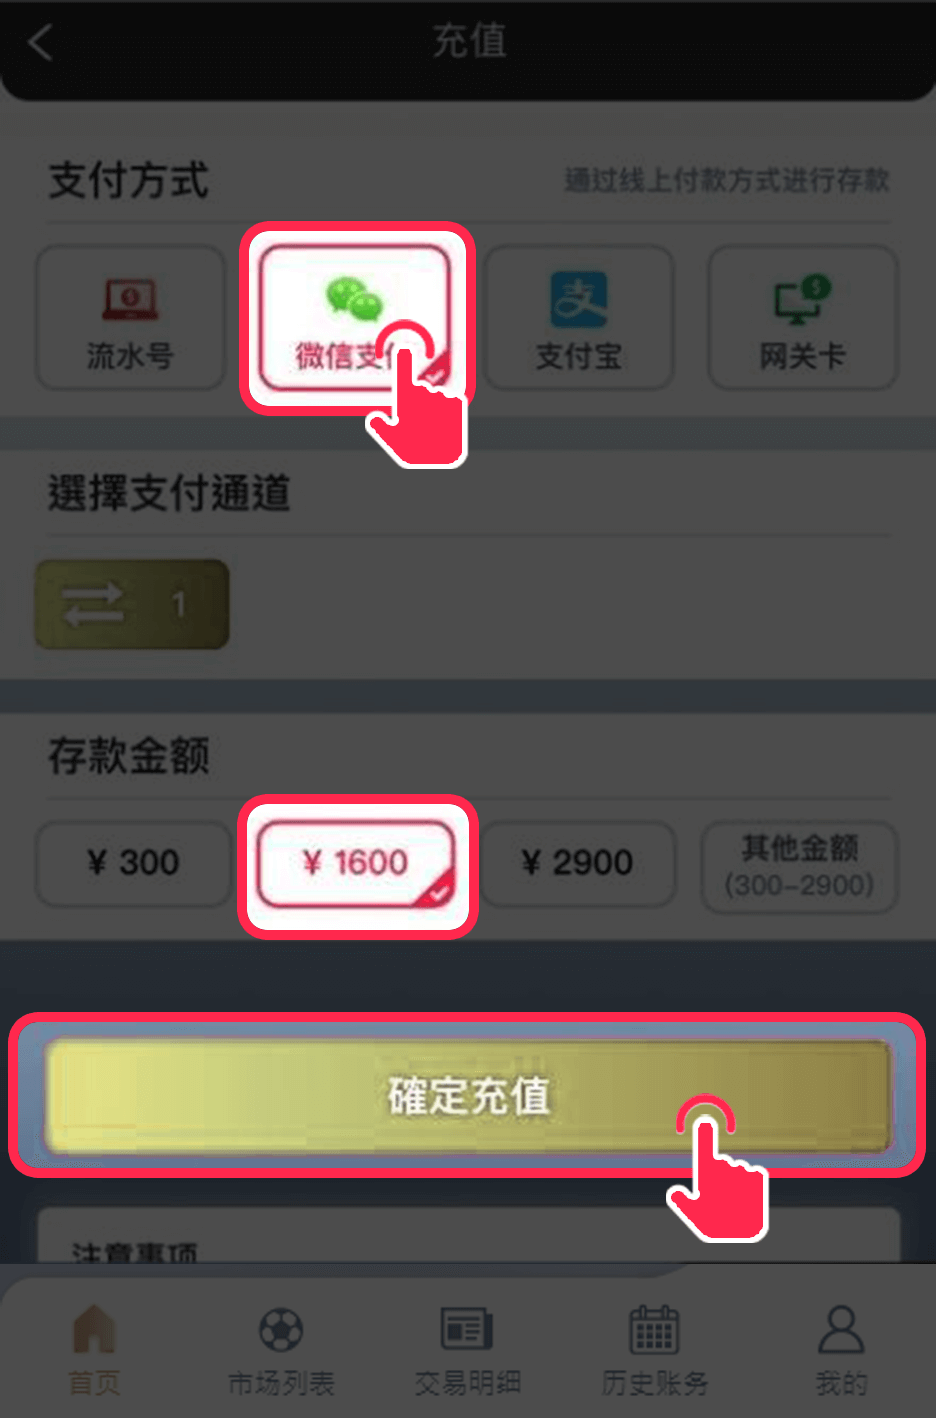 充值
支付方式
通过线上付款方式进行存款
流水号
微信支
支付宝
网关卡
選擇支付通道
1
存款金额
¥ 300
¥ 1600
¥ 2900
其他金额
(300-2900)
確定充值
注意事项
首页
市场列表
交易明细
历史账务
我的